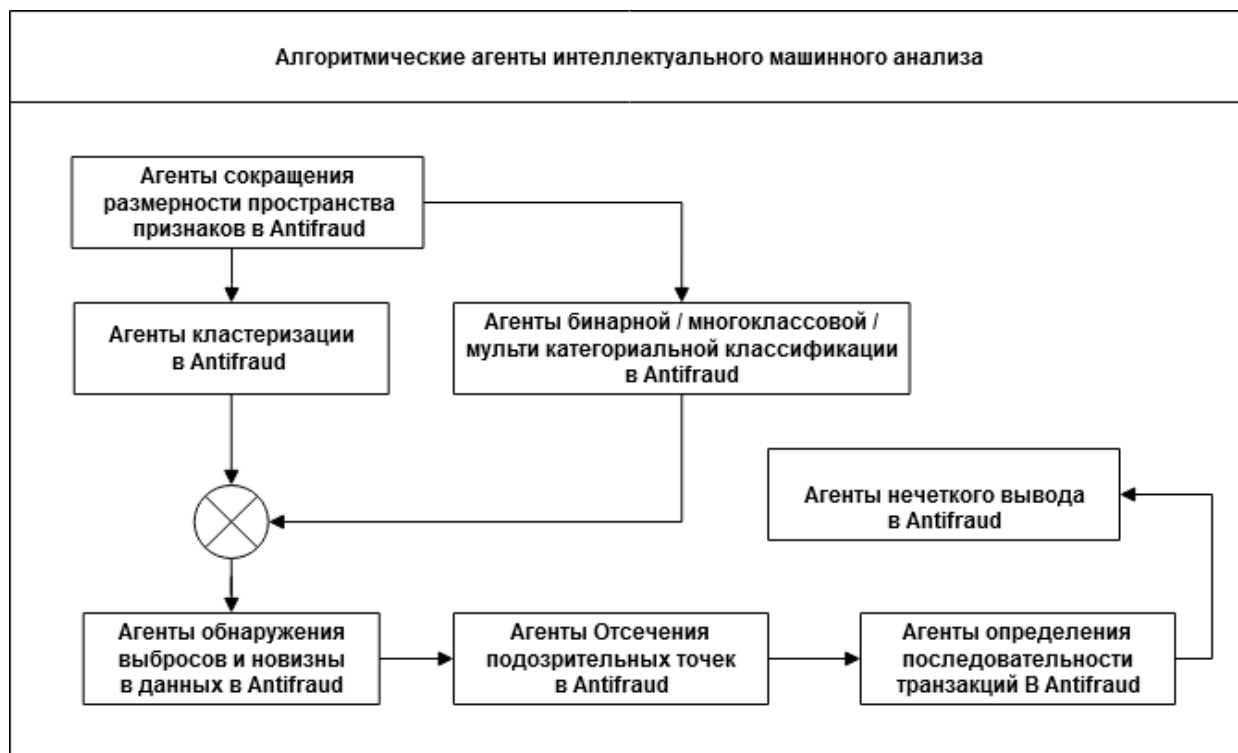 Алгоритмические агенты интеллектуального машинного анализа
Агенты сокращения
размерности пространства
признаков в Antifraud
Агенты кластеризации
в Antifraud
Агенты бинарной / многоклассовой /
мульти категориальной классификации
в Antifraud
Агенты нечеткого вывода
в Antifraud
Агенты обнаружения
выбросов и новизны
в данных в Antifraud
Агенты Отсечения
подозрительных точек
в Antifraud
Агенты определения
последовательности
транзакций В Antifraud